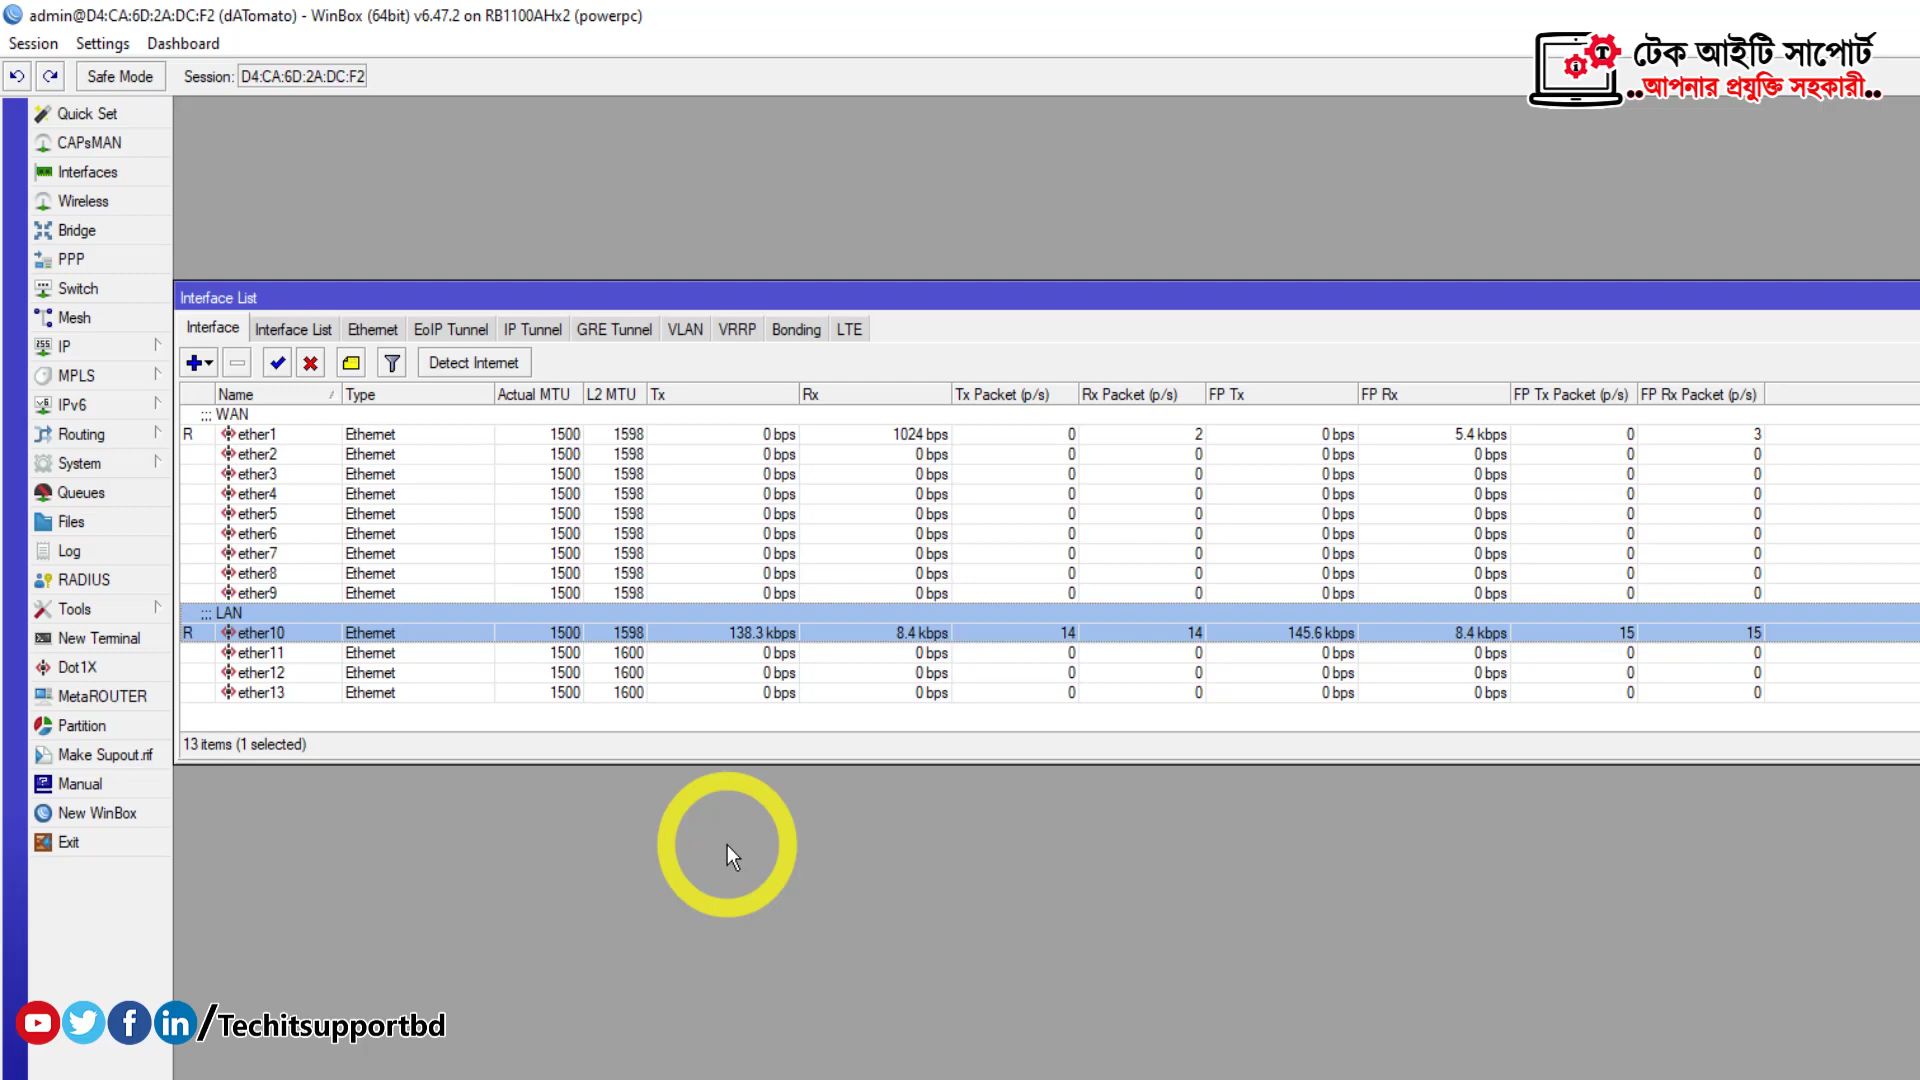 admin@D4:CA:6D:2A:DC:F2 (dATomato) - WinBox (64bit) v6.47.2 on RB1100AHx2 (powerpc)
Session Settings Dashboard
Safe Mode Session: D4:CA:6D:2A:DC:F2
টেক আইটি সাপোর্ট
..আপনার প্রযুক্তি সহকারী..
Quick Set
CAPsMAN
Interfaces
Wireless
Bridge
PPP
Switch
Mesh
IP
MPLS
IPv6
Routing
System
Queues
Files
Log
RADIUS
Tools
New Terminal
Dot1X
MetaROUTER
Partition
Make Supout.rif
Manual
New WinBox
Exit
Interface List
Interface Interface List Ethernet EoIP Tunnel IP Tunnel GRE Tunnel VLAN VRRP Bonding LTE
Detect Internet
Name Type Actual MTU L2 MTU Tx Rx Tx Packet (p/s) Rx Packet (p/s) FP Tx FP Rx FP Tx Packet (p/s) FP Rx Packet (p/s)
::: WAN
R ether1 Ethernet 1500 1598 0 bps 1024 bps 0 2 0 bps 5.4 kbps 0 3
ether2 Ethernet 1500 1598 0 bps 0 bps 0 0 0 bps 0 bps 0 0
ether3 Ethernet 1500 1598 0 bps 0 bps 0 0 0 bps 0 bps 0 0
ether4 Ethernet 1500 1598 0 bps 0 bps 0 0 0 bps 0 bps 0 0
ether5 Ethernet 1500 1598 0 bps 0 bps 0 0 0 bps 0 bps 0 0
ether6 Ethernet 1500 1598 0 bps 0 bps 0 0 0 bps 0 bps 0 0
ether7 Ethernet 1500 1598 0 bps 0 bps 0 0 0 bps 0 bps 0 0
ether8 Ethernet 1500 1598 0 bps 0 bps 0 0 0 bps 0 bps 0 0
ether9 Ethernet 1500 1598 0 bps 0 bps 0 0 0 bps 0 bps 0 0
::: LAN
R ether10 Ethernet 1500 1598 138.3 kbps 8.4 kbps 14 14 145.6 kbps 8.4 kbps 15 15
ether11 Ethernet 1500 1600 0 bps 0 bps 0 0 0 bps 0 bps 0 0
ether12 Ethernet 1500 1600 0 bps 0 bps 0 0 0 bps 0 bps 0 0
ether13 Ethernet 1500 1600 0 bps 0 bps 0 0 0 bps 0 bps 0 0
13 items (1 selected)
/Techitsupportbd